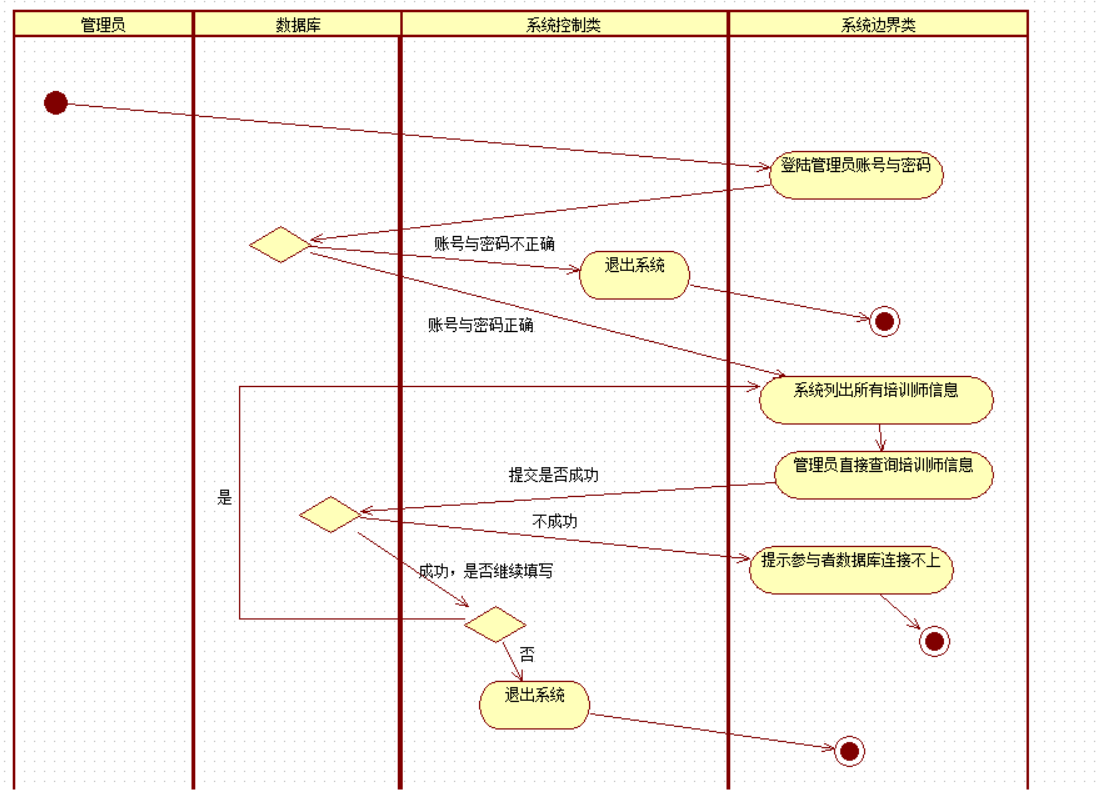 管理员
数据库
系统控制类
系统边界类
登陆管理员账号与密码
账号与密码不正确
退出系统
账号与密码正确
系统列出所有培训师信息
管理员直接查询培训师信息
提交是否成功
是
不成功
提示参与者数据库连接不上
成功，是否继续填写
否
退出系统